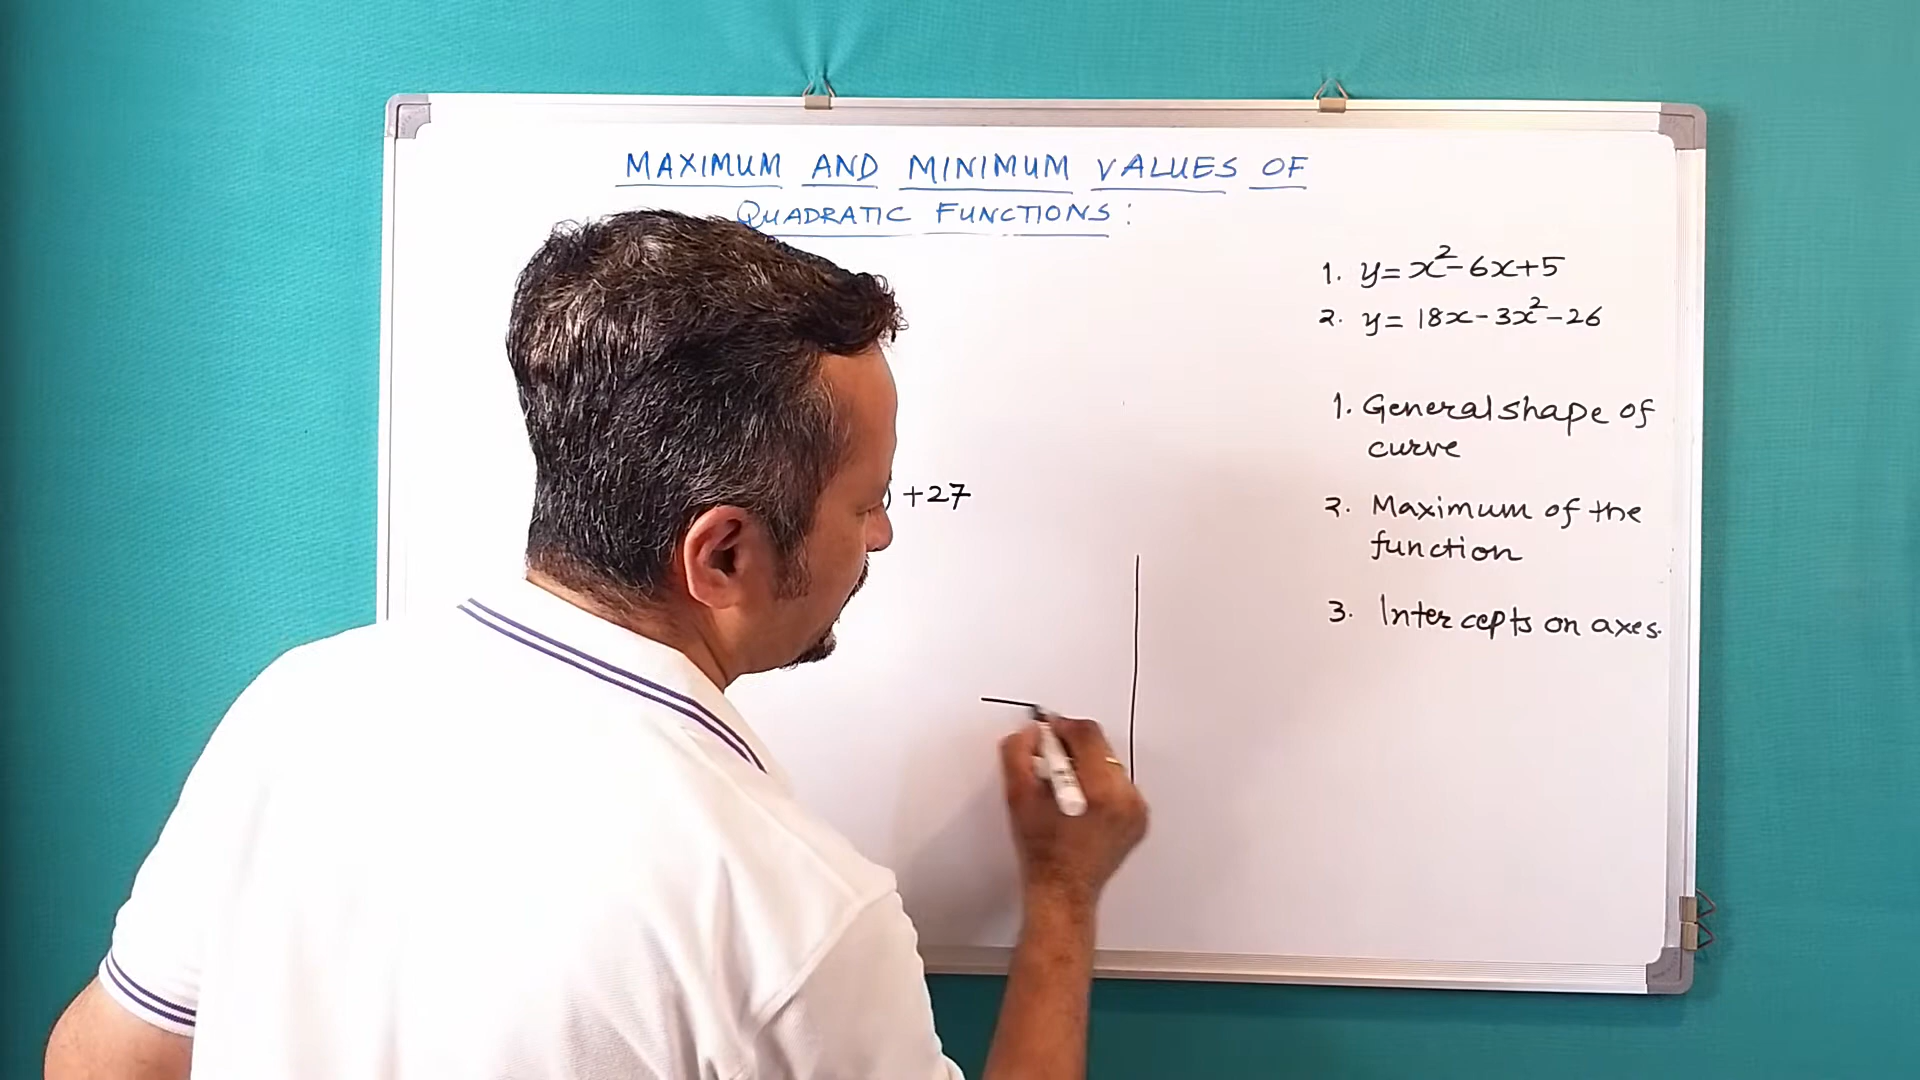 MAXIMUM AND MINIMUM VALUES OF
QUADRATIC FUNCTIONS:
1. y=x²-6x+5
2. y=18x-3x²-26
) +27
1. General shape of
curve
2. Maximum of the
function
3. Intercepts on axes.